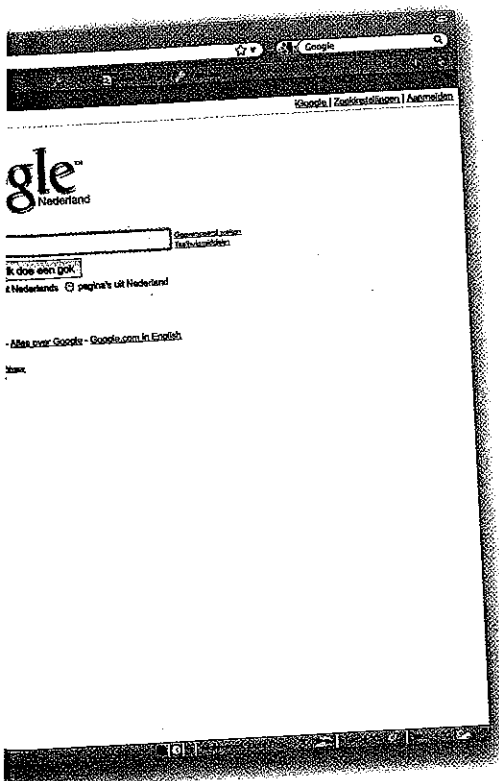 Google
iGoogle | Zoekinstellingen | Aanmelden
gle™
Nederland
Geavanceerd zoeken
Taalhulpmiddelen
Ik doe een gok
t Nederlands pagina's uit Nederland
- Alles over Google - Google.com in English